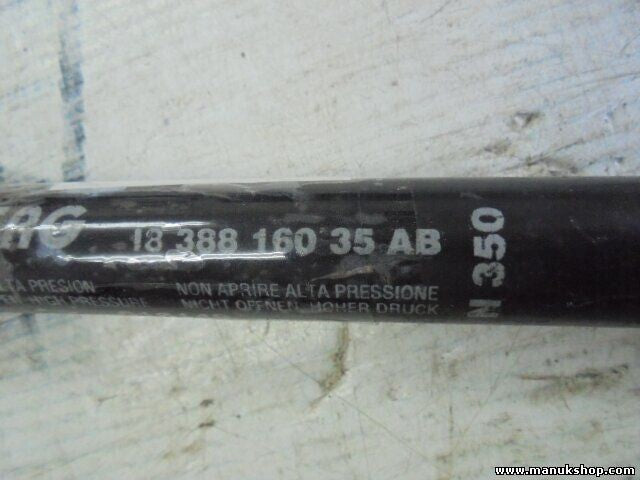 18 388 160 35 AB
ALTA PRESION NON APRIRE ALTA PRESSIONE
HIGH PRESSURE NICHT OFFNEN, HOHER DRUCK
N 350
www.manukshop.com